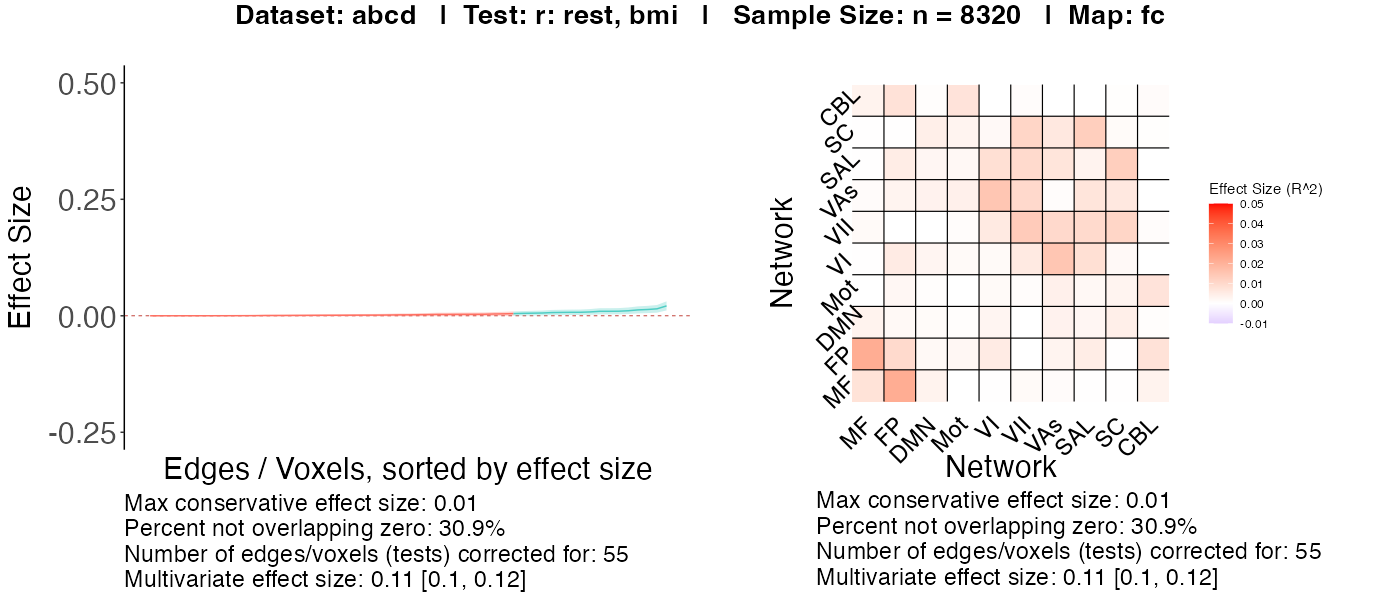 Dataset: abcd | Test: r: rest, bmi | Sample Size: n = 8320 | Map: fc
Effect Size
0.50
0.25
0.00
-0.25
Edges / Voxels, sorted by effect size
Max conservative effect size: 0.01
Percent not overlapping zero: 30.9%
Number of edges/voxels (tests) corrected for: 55
Multivariate effect size: 0.11 [0.1, 0.12]
Network
CBL
SC
SAL
VAs
VII
VI
Mot
DMN
FP
MF
MF FP DMN Mot VI VII VAs SAL SC CBL
Network
Effect Size (R^2)
0.05
0.04
0.03
0.02
0.01
0.00
-0.01
Max conservative effect size: 0.01
Percent not overlapping zero: 30.9%
Number of edges/voxels (tests) corrected for: 55
Multivariate effect size: 0.11 [0.1, 0.12]